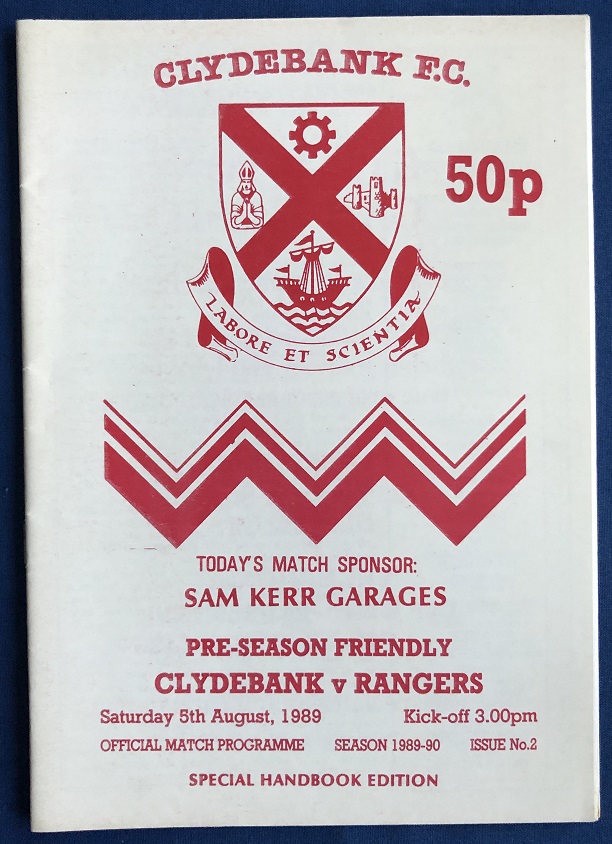 CLYDEBANK F.C.
50p
LABORE ET SCIENTIA
TODAY'S MATCH SPONSOR:
SAM KERR GARAGES
PRE-SEASON FRIENDLY
CLYDEBANK v RANGERS
Saturday 5th August, 1989 Kick-off 3.00pm
OFFICIAL MATCH PROGRAMME SEASON 1989-90 ISSUE No.2
SPECIAL HANDBOOK EDITION